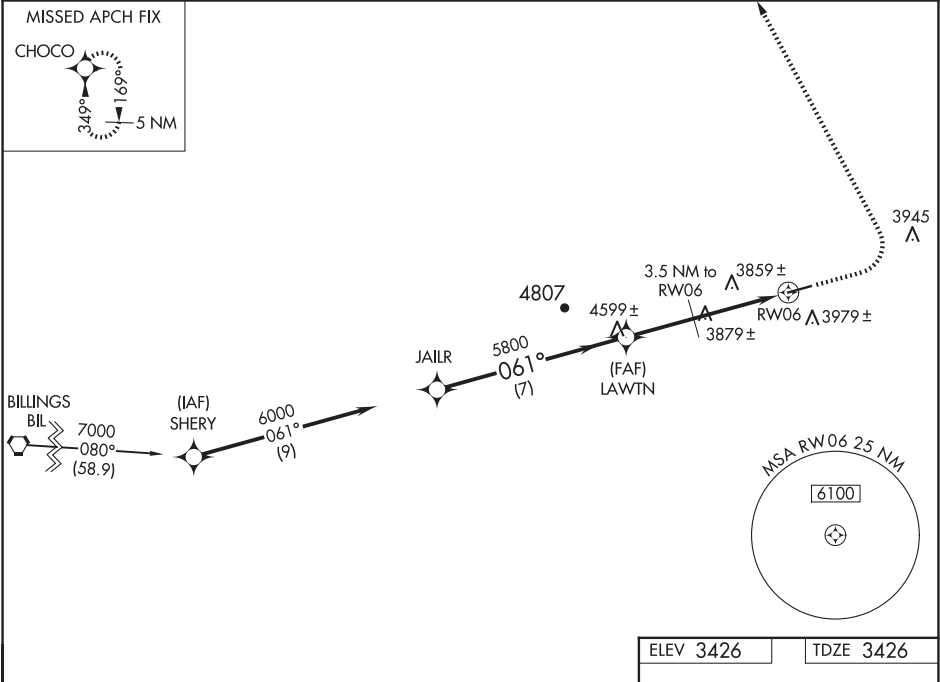 MISSED APCH FIX
CHOCO
349°
169°
5 NM
3945
3.5 NM to
RW06
3859 ±
4807
4599 ±
RW06
3979 ±
3879 ±
5800
061°
(7)
JAILR
(FAF)
LAWTN
BILLINGS
BIL
7000
080°
(58.9)
(IAF)
SHERY
6000
061°
(9)
MSA RW06 25 NM
6100
ELEV 3426
TDZE 3426